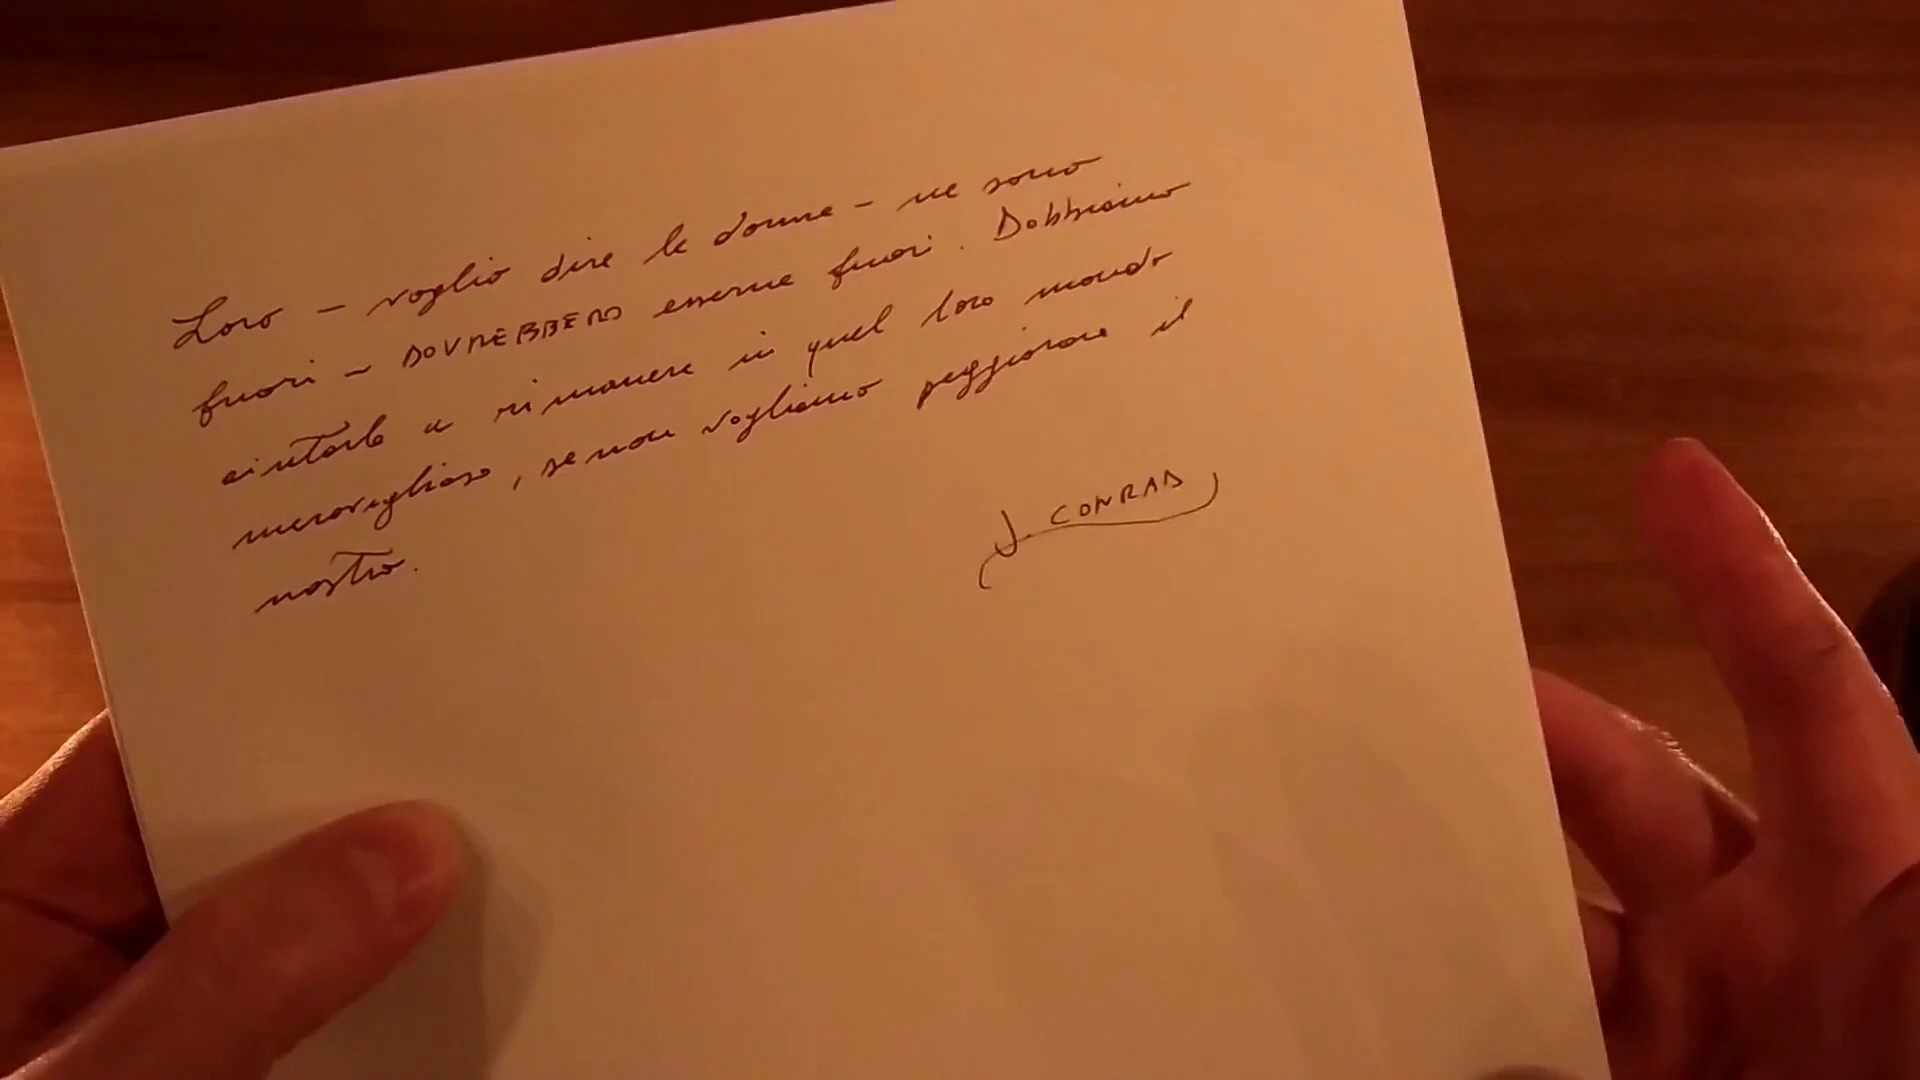 Loro - voglio dire le donne - ne sono
fuori - DOVREBBERO esserne fuori. Dobbiamo
aiutarle a rimanere in quel loro mondo
meraviglioso, se non vogliamo peggiorare il
nostro.
J. CONRAD